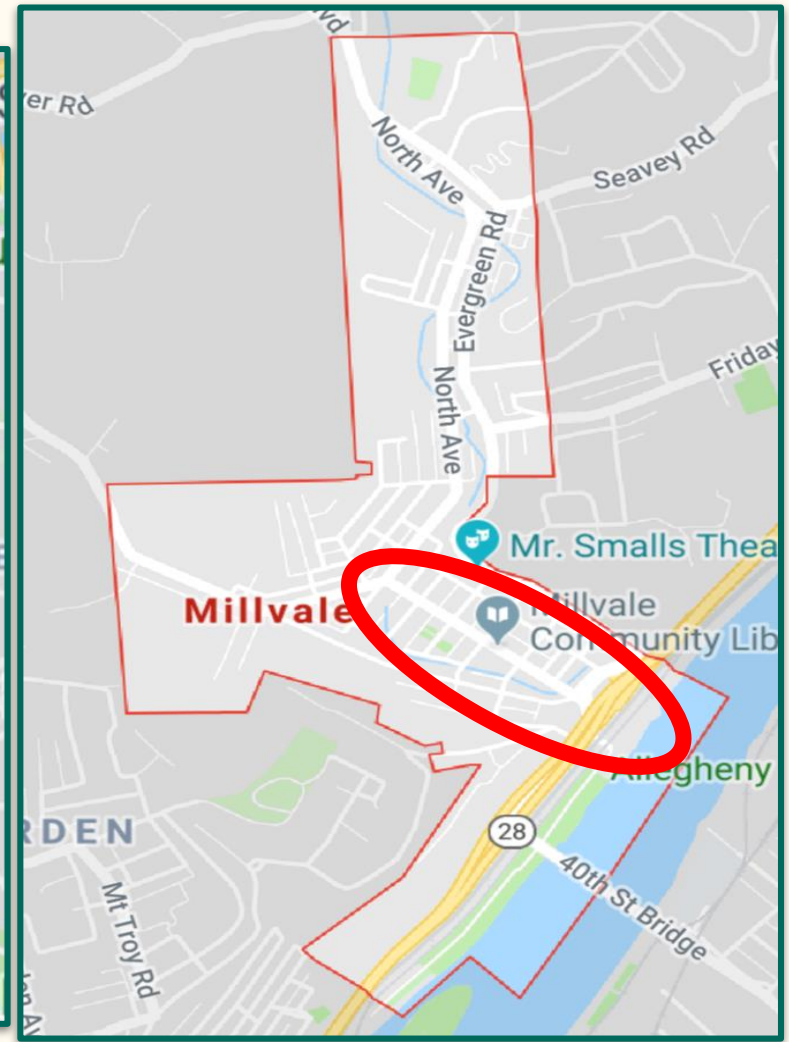 er Rd
North Ave
Seavey Rd
Evergreen Rd
Friday
North Ave
Mr. Smalls Thea
Millvale
Millvale
Community Lib
Allegheny
RDEN
28
40th St Bridge
Mt Troy Rd